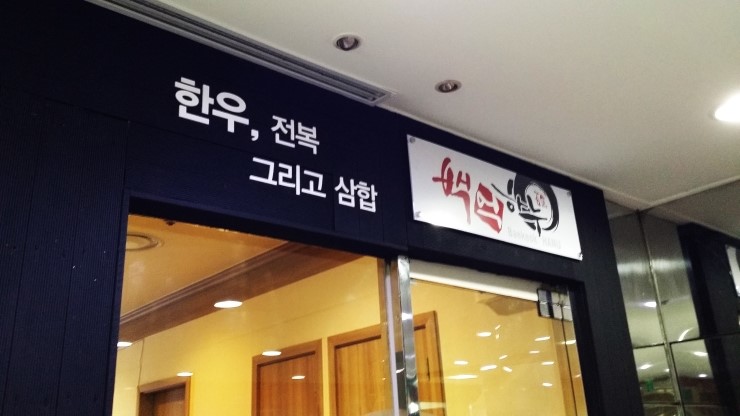 한우, 전복
그리고 삼합
백억하누